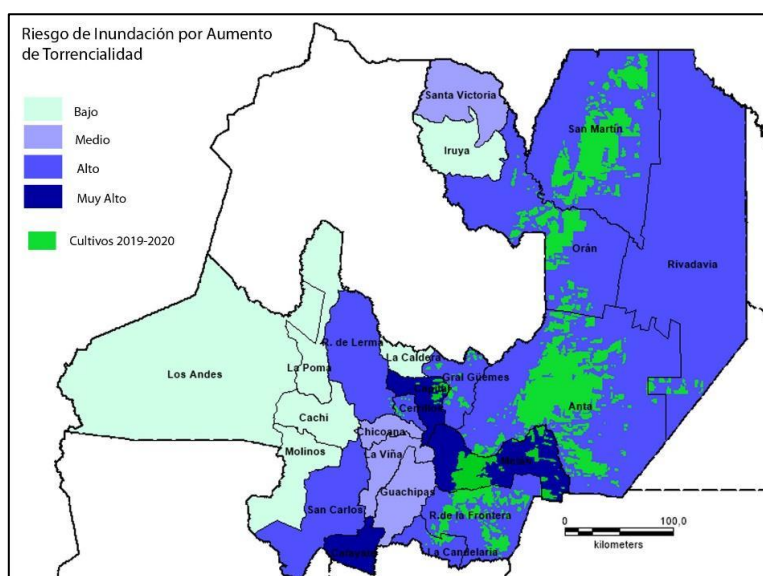 Riesgo de Inundación por Aumento
de Torrencialidad
Bajo
Medio
Alto
Muy Alto
Cultivos 2019-2020
Santa Victoria
Iruya
San Martín
Orán
Rivadavia
R. de Lerma
La Caldera
Los Andes
La Poma
Gral Güemes
Capital
Cerrillos
Anta
Cachi
Chicoana
Molinos
La Viña
Metán
Guachipas
San Carlos
R.de la Frontera
Cafayate
La Candelaria
0
100,0
kilometers